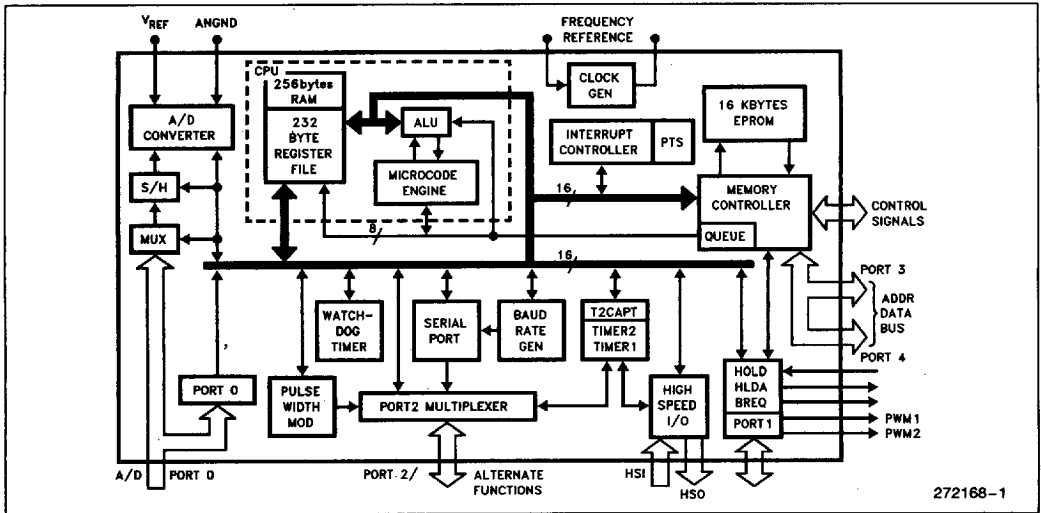 VREF
ANGND
FREQUENCY
REFERENCE
CPU
256bytes
RAM
232
BYTE
REGISTER
FILE
ALU
MICROCODE
ENGINE
CLOCK
GEN
A/D
CONVERTER
S/H
MUX
INTERRUPT
CONTROLLER
PTS
16 KBYTES
EPROM
MEMORY
CONTROLLER
QUEUE
CONTROL
SIGNALS
16
8
16
PORT 3
ADDR
DATA
BUS
PORT 4
WATCH-
DOG
TIMER
SERIAL
PORT
BAUD
RATE
GEN
T2CAPT
TIMER2
TIMER1
PORT 0
PULSE
WIDTH
MOD
PORT2 MULTIPLEXER
HIGH
SPEED
I/O
HOLD
HLDA
BREQ
PORT1
PWM1
PWM2
A/D
PORT 0
PORT 2/
ALTERNATE
FUNCTIONS
HSI
HSO
272168-1